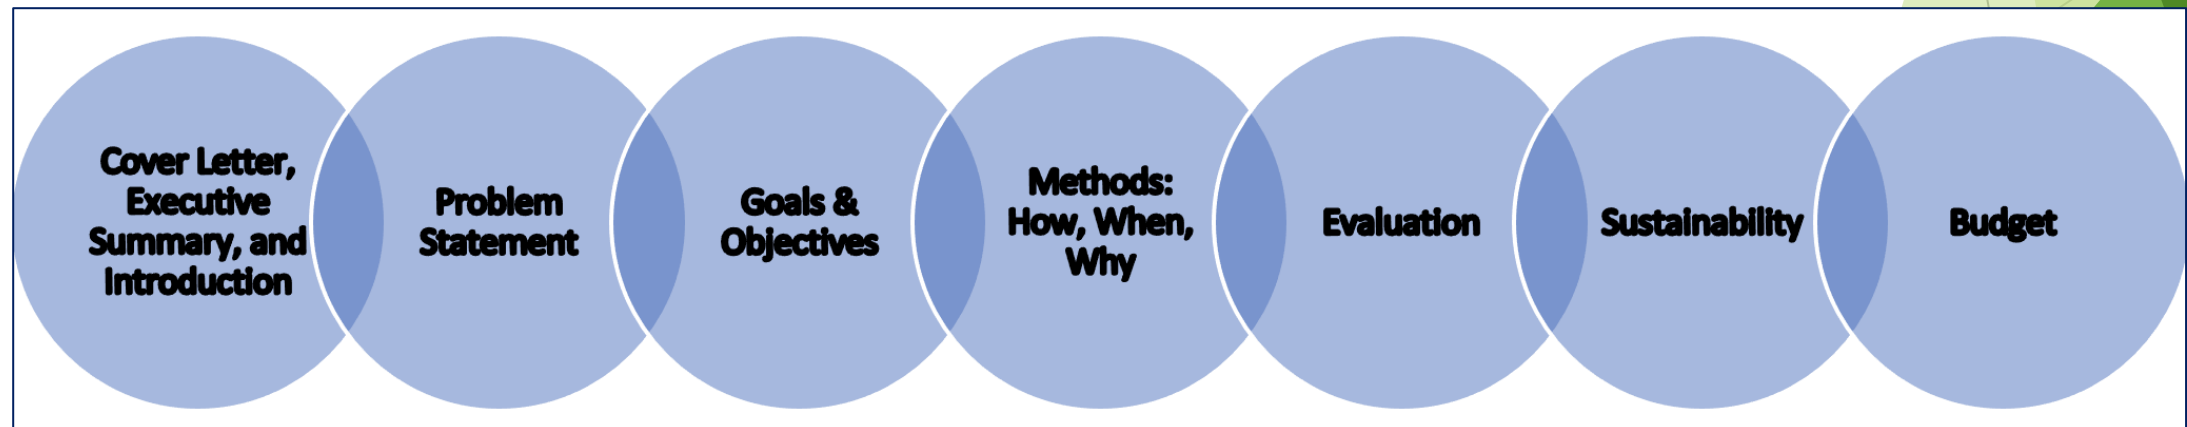 Cover Letter,
Executive
Summary, and
Introduction
Problem
Statement
Goals &
Objectives
Methods:
How, When,
Why
Evaluation
Sustainability
Budget